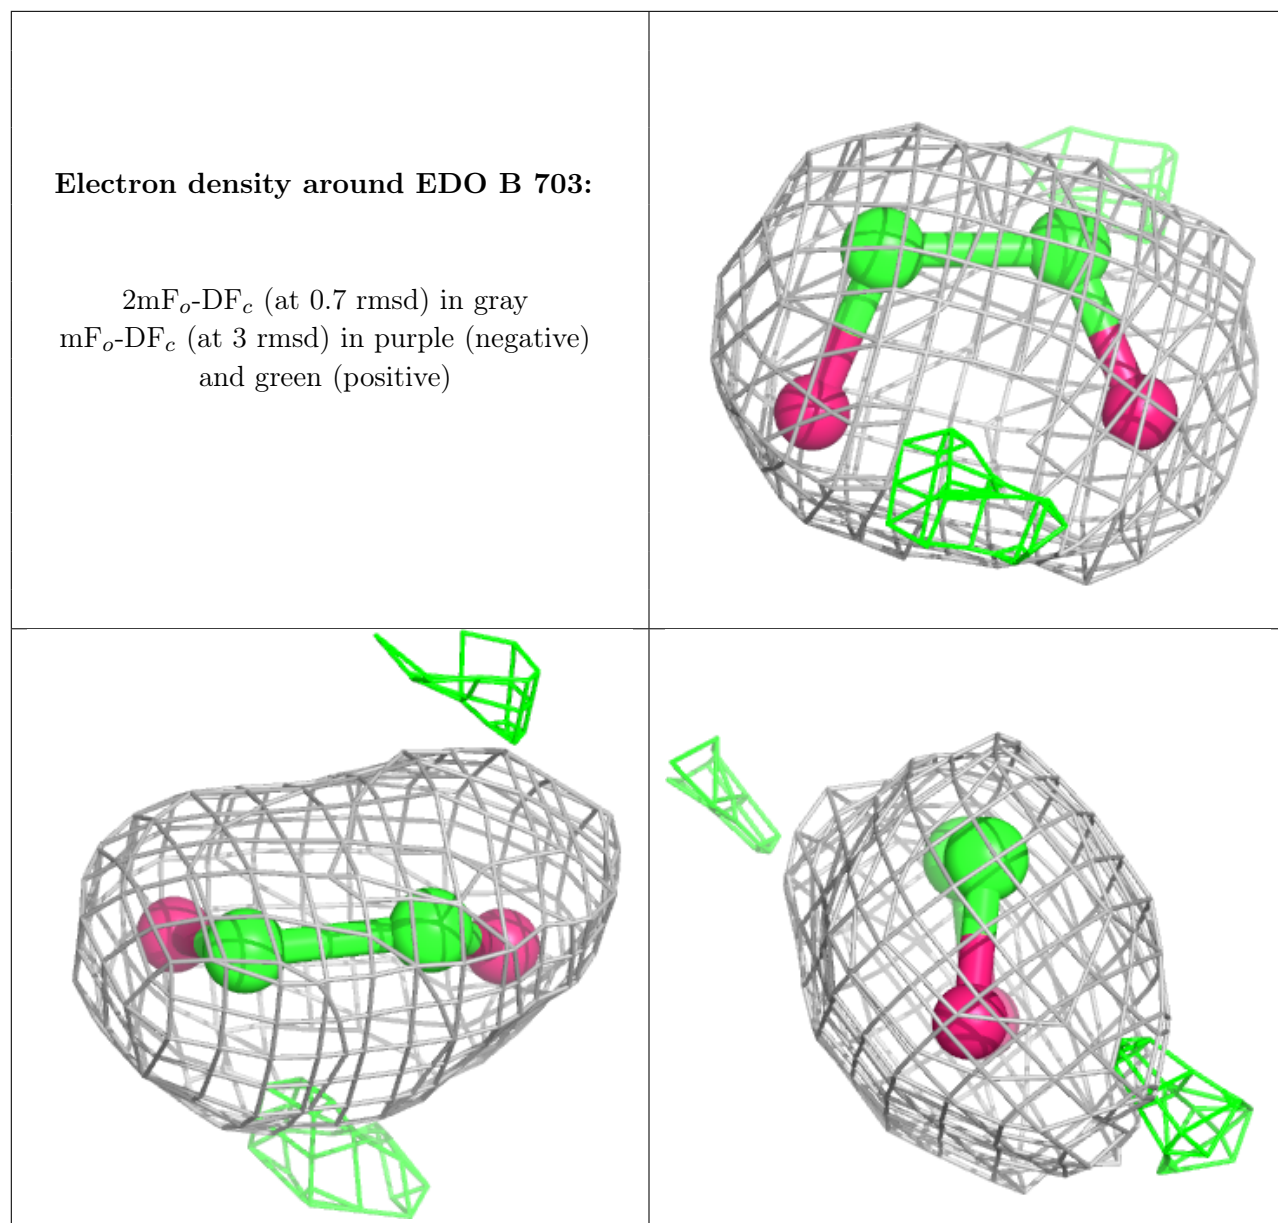 Electron density around EDO B 703:
2mFo-DFc (at 0.7 rmsd) in gray
mFo-DFc (at 3 rmsd) in purple (negative)
and green (positive)